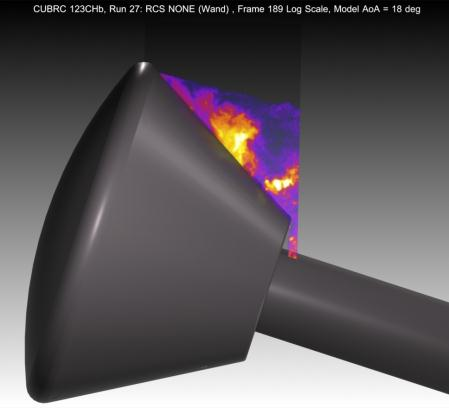 CUBRC 123CHb, Run 27: RCS NONE (Wand) , Frame 189 Log Scale, Model AoA = 18 deg